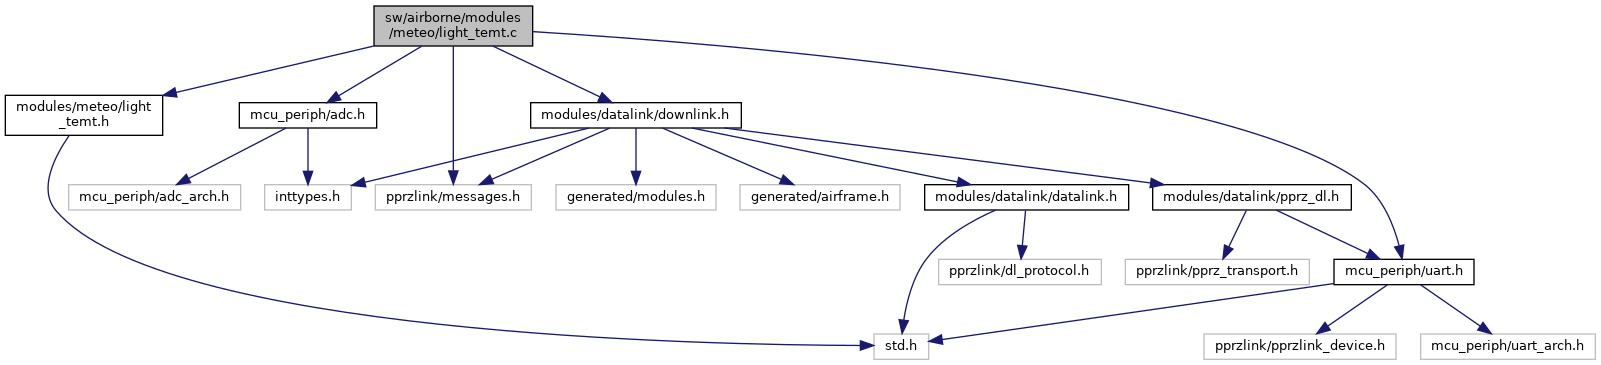 sw/airborne/modules
/meteo/light_temt.c
modules/meteo/light
_temt.h
mcu_periph/adc.h
modules/datalink/downlink.h
mcu_periph/adc_arch.h
inttypes.h
pprzlink/messages.h
generated/modules.h
generated/airframe.h
modules/datalink/datalink.h
modules/datalink/pprz_dl.h
pprzlink/dl_protocol.h
pprzlink/pprz_transport.h
mcu_periph/uart.h
std.h
pprzlink/pprzlink_device.h
mcu_periph/uart_arch.h